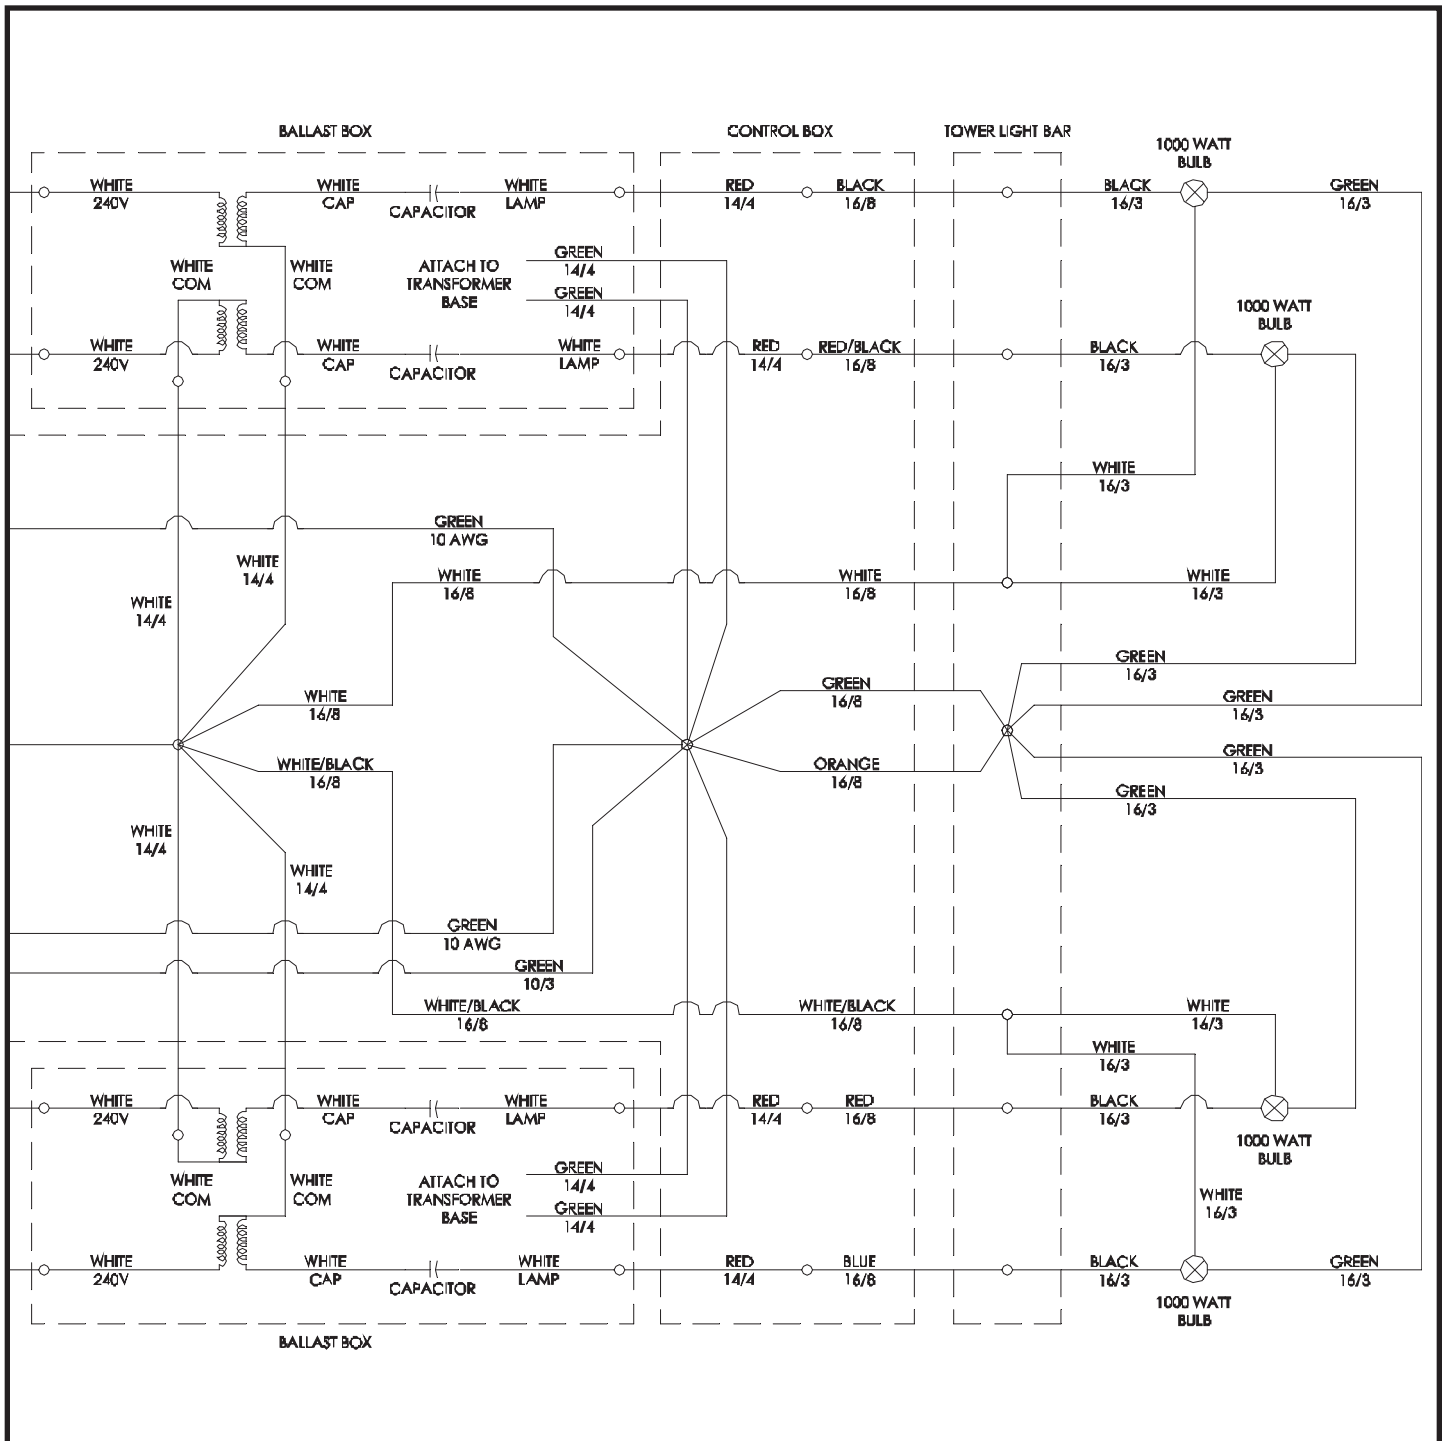 BALLAST BOX
CONTROL BOX
TOWER LIGHT BAR
1000 WATT
BULB
WHITE
240V
WHITE
CAP
CAPACITOR
WHITE
LAMP
RED
14/4
BLACK
16/8
BLACK
16/3
GREEN
16/3
WHITE
COM
WHITE
COM
ATTACH TO
TRANSFORMER
BASE
GREEN
14/4
GREEN
14/4
1000 WATT
BULB
WHITE
240V
WHITE
CAP
CAPACITOR
WHITE
LAMP
RED
14/4
RED/BLACK
16/8
BLACK
16/3
WHITE
16/3
GREEN
10 AWG
WHITE
14/4
WHITE
14/4
WHITE
16/8
WHITE
16/8
WHITE
16/3
GREEN
16/3
WHITE
16/8
GREEN
16/8
GREEN
16/3
WHITE/BLACK
16/8
ORANGE
16/8
GREEN
16/3
GREEN
16/3
WHITE
14/4
WHITE
14/4
GREEN
10 AWG
GREEN
10/3
WHITE/BLACK
16/8
WHITE/BLACK
16/8
WHITE
16/3
WHITE
16/3
WHITE
240V
WHITE
CAP
CAPACITOR
WHITE
LAMP
RED
14/4
RED
16/8
BLACK
16/3
1000 WATT
BULB
WHITE
COM
WHITE
COM
ATTACH TO
TRANSFORMER
BASE
GREEN
14/4
GREEN
14/4
WHITE
16/3
WHITE
240V
WHITE
CAP
CAPACITOR
WHITE
LAMP
RED
14/4
BLUE
16/8
BLACK
16/3
GREEN
16/3
1000 WATT
BULB
BALLAST BOX